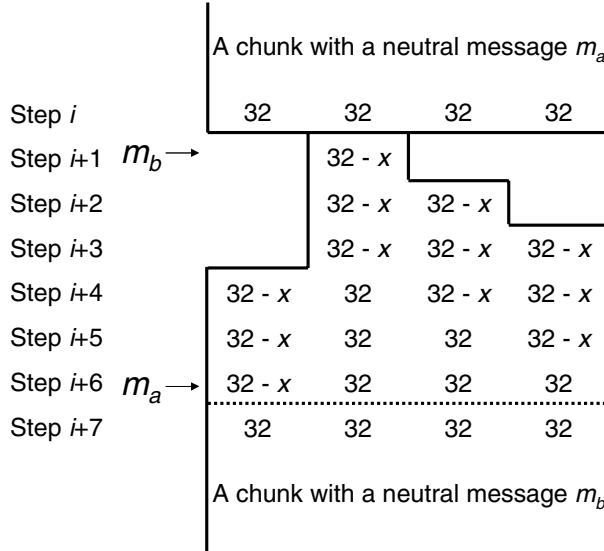 A chunk with a neutral message mₐ
Step i 32 32 32 32
Step i+1 m_b 32 - x
Step i+2 32 - x 32 - x
Step i+3 32 - x 32 - x 32 - x
Step i+4 32 - x 32 32 - x 32 - x
Step i+5 32 - x 32 32 32 - x
Step i+6 mₐ 32 - x 32 32 32
Step i+7 32 32 32 32
A chunk with a neutral message m_b